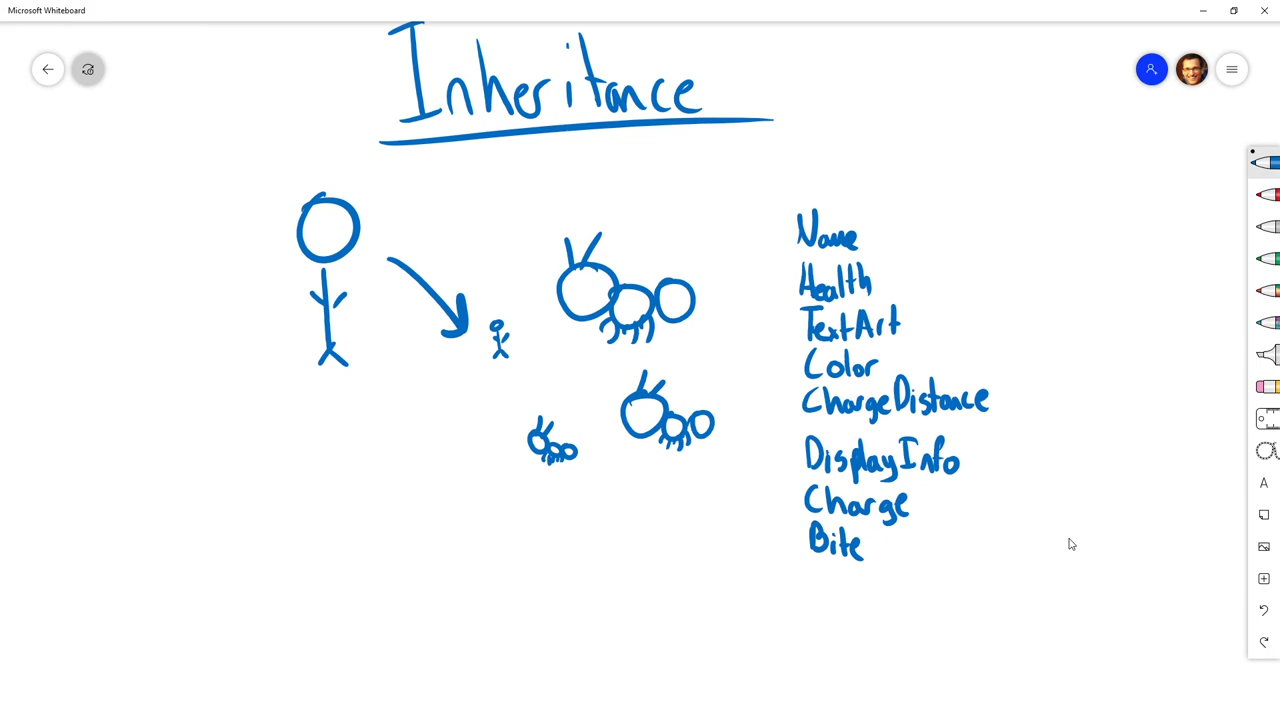 Microsoft Whiteboard
Inheritance
Name
Health
TextArt
Color
ChargeDistance
DisplayInfo
Charge
Bite
A